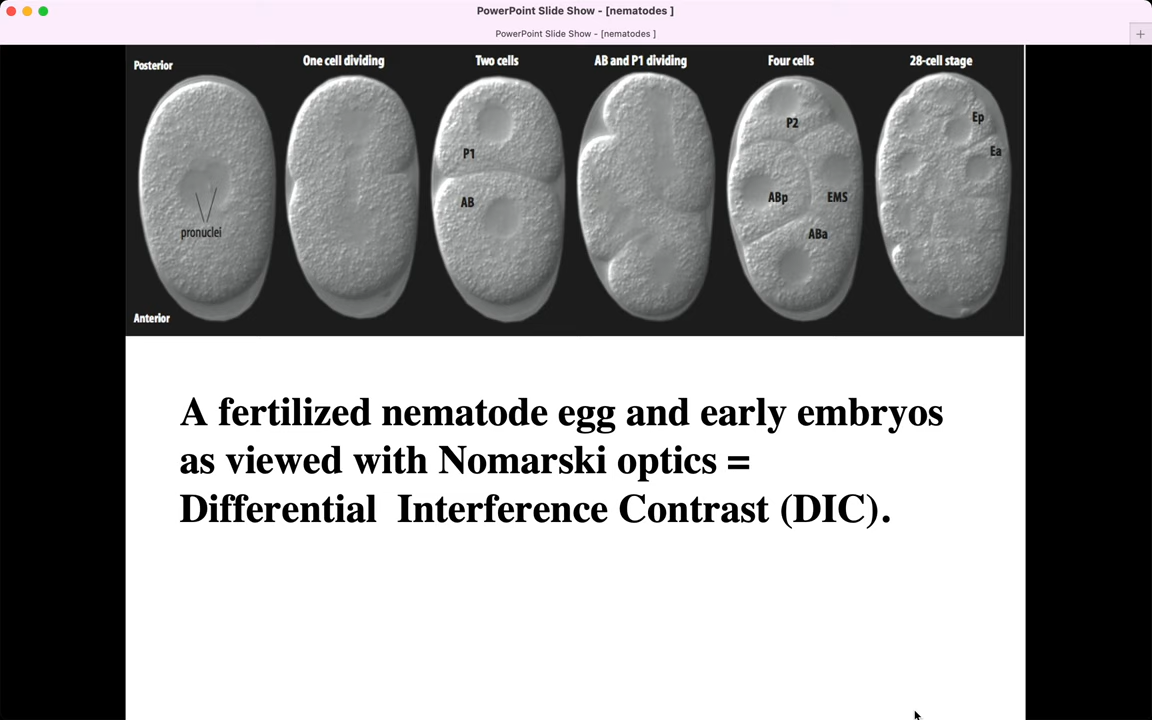 PowerPoint Slide Show - [nematodes ]
PowerPoint Slide Show - [nematodes ]
Posterior
One cell dividing
Two cells
AB and P1 dividing
Four cells
28-cell stage
P1
AB
pronuclei
P2
ABp
EMS
ABa
Ep
Ea
Anterior
A fertilized nematode egg and early embryos
as viewed with Nomarski optics =
Differential  Interference Contrast (DIC).